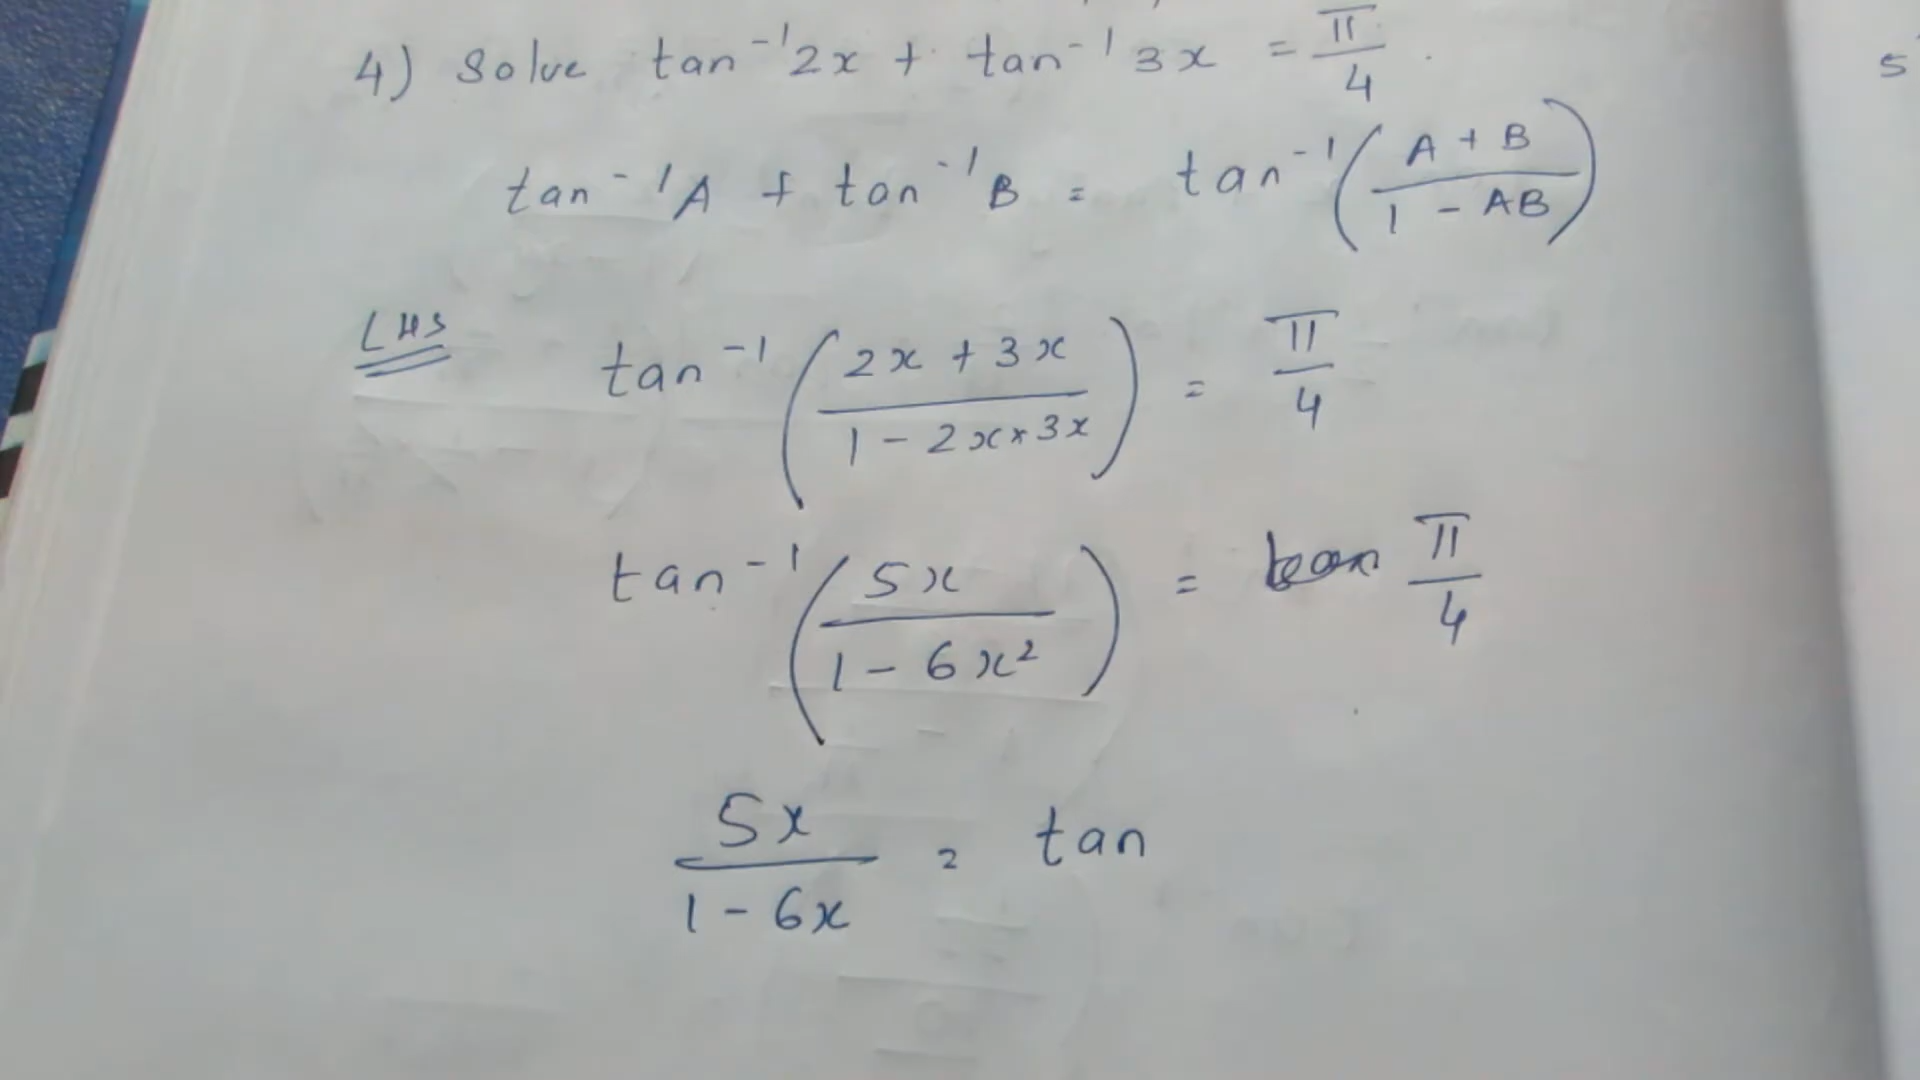 4) Solve tan⁻¹2x + tan⁻¹3x = π/4.
tan⁻¹A + tan⁻¹B = tan⁻¹((A + B)/(1 - AB))
LHS tan⁻¹((2x + 3x)/(1 - 2x×3x)) = π/4
tan⁻¹(5x/(1 - 6x²)) = tan π/4
5x/(1 - 6x) = tan
5